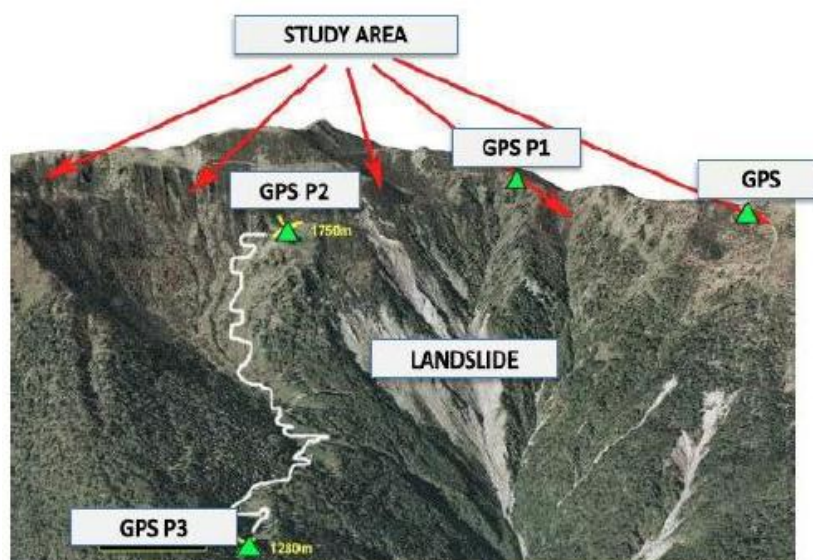 STUDY AREA
GPS P1
GPS
GPS P2
1750m
LANDSLIDE
GPS P3
1280m